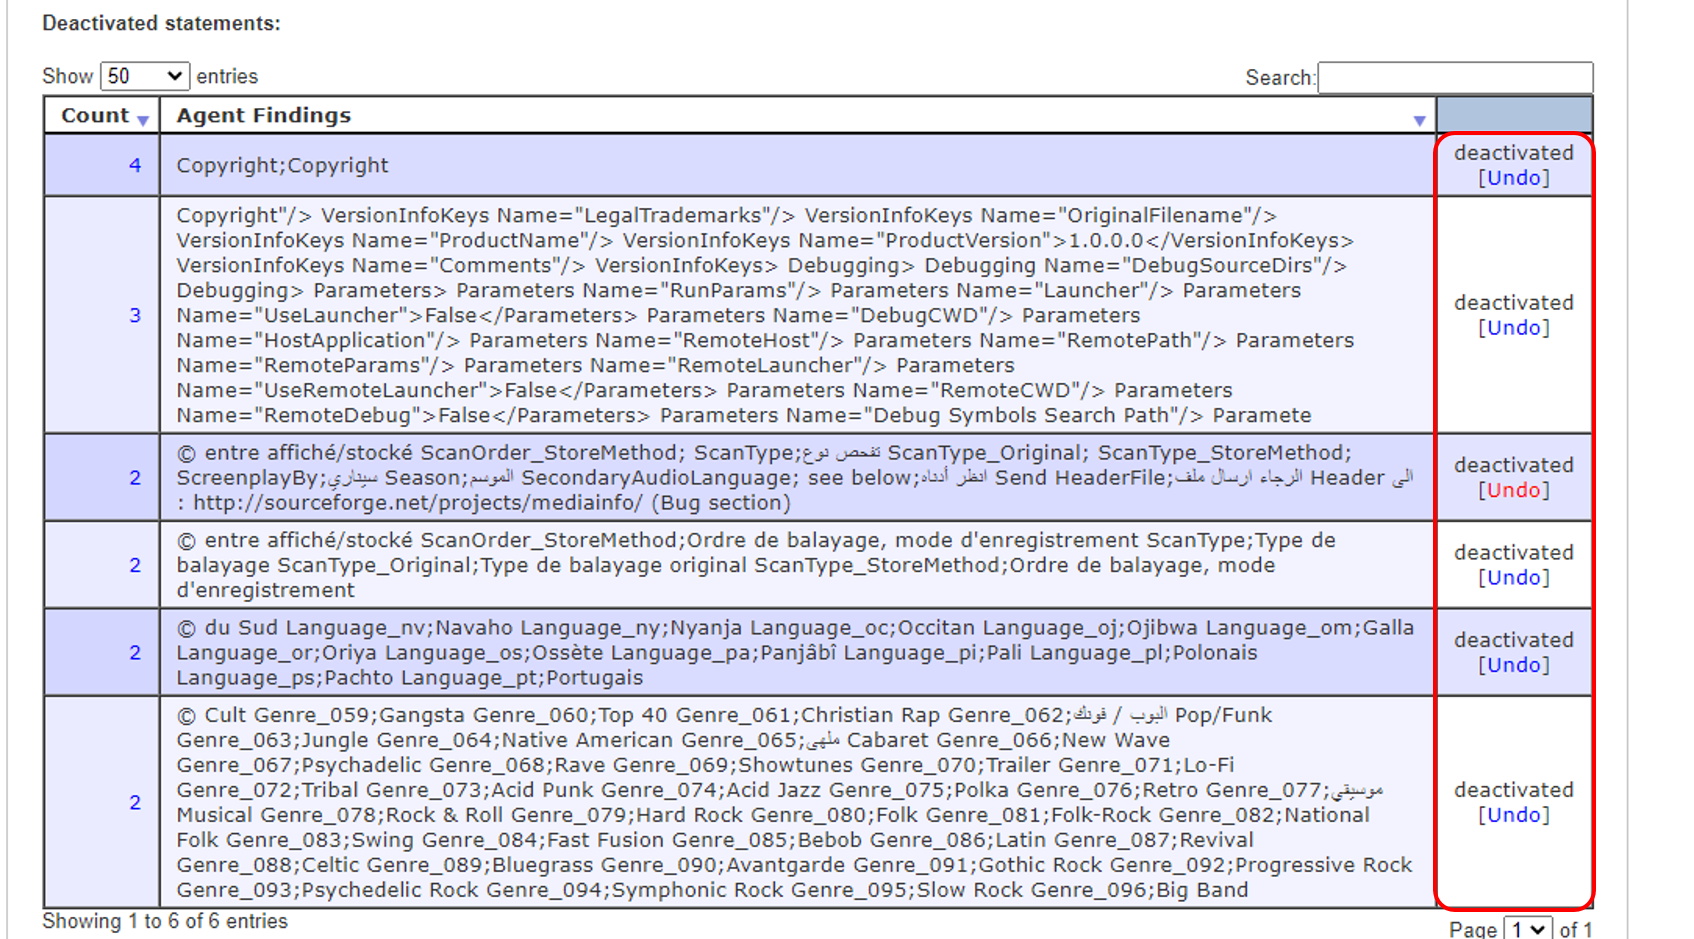 Deactivated statements:
Show 50 entries
Search:
Count Agent Findings
4 Copyright;Copyright deactivated
[Undo]
3 Copyright"/> VersionInfoKeys Name="LegalTrademarks"/> VersionInfoKeys Name="OriginalFilename"/>
VersionInfoKeys Name="ProductName"/> VersionInfoKeys Name="ProductVersion">1.0.0.0</VersionInfoKeys>
VersionInfoKeys Name="Comments"/> VersionInfoKeys> Debugging> Debugging Name="DebugSourceDirs"/>
Debugging> Parameters> Parameters Name="RunParams"/> Parameters Name="Launcher"/> Parameters
Name="UseLauncher">False</Parameters> Parameters Name="DebugCWD"/> Parameters
Name="HostApplication"/> Parameters Name="RemoteHost"/> Parameters Name="RemotePath"/> Parameters
Name="RemoteParams"/> Parameters Name="RemoteLauncher"/> Parameters
Name="UseRemoteLauncher">False</Parameters> Parameters Name="RemoteCWD"/> Parameters
Name="RemoteDebug">False</Parameters> Parameters Name="Debug Symbols Search Path"/> Paramete
deactivated
[Undo]
2 © entre affiché/stocké ScanOrder_StoreMethod; ScanType;تفحص نوع ScanType_Original; ScanType_StoreMethod;
ScreenplayBy;سيناري Season;الموسم SecondaryAudioLanguage; see below;انظر أدناه Send HeaderFile;الرجاء ارسال ملف Header الى
: http://sourceforge.net/projects/mediainfo/ (Bug section)
deactivated
[Undo]
2 © entre affiché/stocké ScanOrder_StoreMethod;Ordre de balayage, mode d'enregistrement ScanType;Type de
balayage ScanType_Original;Type de balayage original ScanType_StoreMethod;Ordre de balayage, mode
d'enregistrement
deactivated
[Undo]
2 © du Sud Language_nv;Navaho Language_ny;Nyanja Language_oc;Occitan Language_oj;Ojibwa Language_om;Galla
Language_or;Oriya Language_os;Ossète Language_pa;Panjâbî Language_pi;Pali Language_pl;Polonais
Language_ps;Pachto Language_pt;Portugais
deactivated
[Undo]
2 © Cult Genre_059;Gangsta Genre_060;Top 40 Genre_061;Christian Rap Genre_062;البوب / فونك Pop/Funk
Genre_063;Jungle Genre_064;Native American Genre_065;ملهى Cabaret Genre_066;New Wave
Genre_067;Psychadelic Genre_068;Rave Genre_069;Showtunes Genre_070;Trailer Genre_071;Lo-Fi
Genre_072;Tribal Genre_073;Acid Punk Genre_074;Acid Jazz Genre_075;Polka Genre_076;Retro Genre_077;موسيقي
Musical Genre_078;Rock & Roll Genre_079;Hard Rock Genre_080;Folk Genre_081;Folk-Rock Genre_082;National
Folk Genre_083;Swing Genre_084;Fast Fusion Genre_085;Bebob Genre_086;Latin Genre_087;Revival
Genre_088;Celtic Genre_089;Bluegrass Genre_090;Avantgarde Genre_091;Gothic Rock Genre_092;Progressive Rock
Genre_093;Psychedelic Rock Genre_094;Symphonic Rock Genre_095;Slow Rock Genre_096;Big Band
deactivated
[Undo]
Showing 1 to 6 of 6 entries
Page 1 of 1